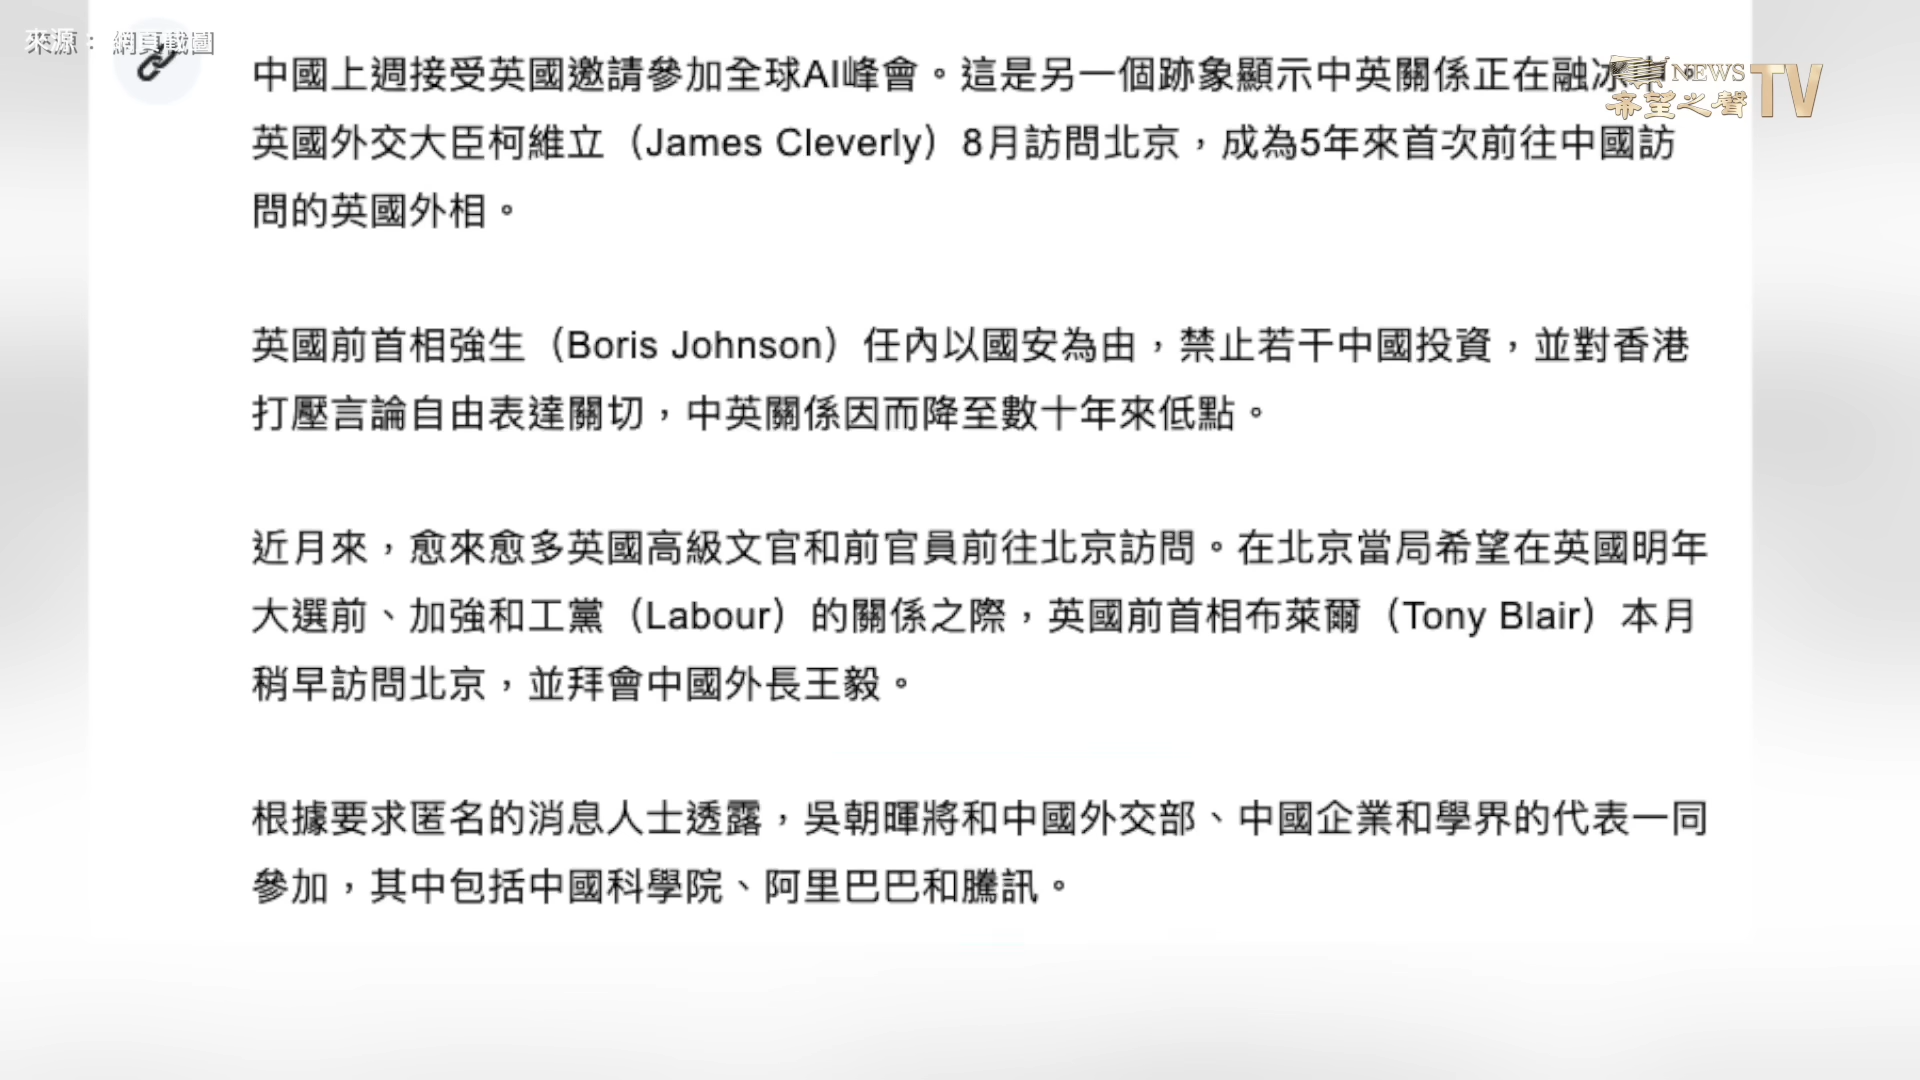 來源：網頁截圖
NEWS
希望之聲TV
中國上週接受英國邀請參加全球AI峰會。這是另一個跡象顯示中英關係正在融冰中。
英國外交大臣柯維立（James Cleverly）8月訪問北京，成為5年來首次前往中國訪
問的英國外相。
英國前首相強生（Boris Johnson）任內以國安為由，禁止若干中國投資，並對香港
打壓言論自由表達關切，中英關係因而降至數十年來低點。
近月來，愈來愈多英國高級文官和前官員前往北京訪問。在北京當局希望在英國明年
大選前、加強和工黨（Labour）的關係之際，英國前首相布萊爾（Tony Blair）本月
稍早訪問北京，並拜會中國外長王毅。
根據要求匿名的消息人士透露，吳朝暉將和中國外交部、中國企業和學界的代表一同
參加，其中包括中國科學院、阿里巴巴和騰訊。